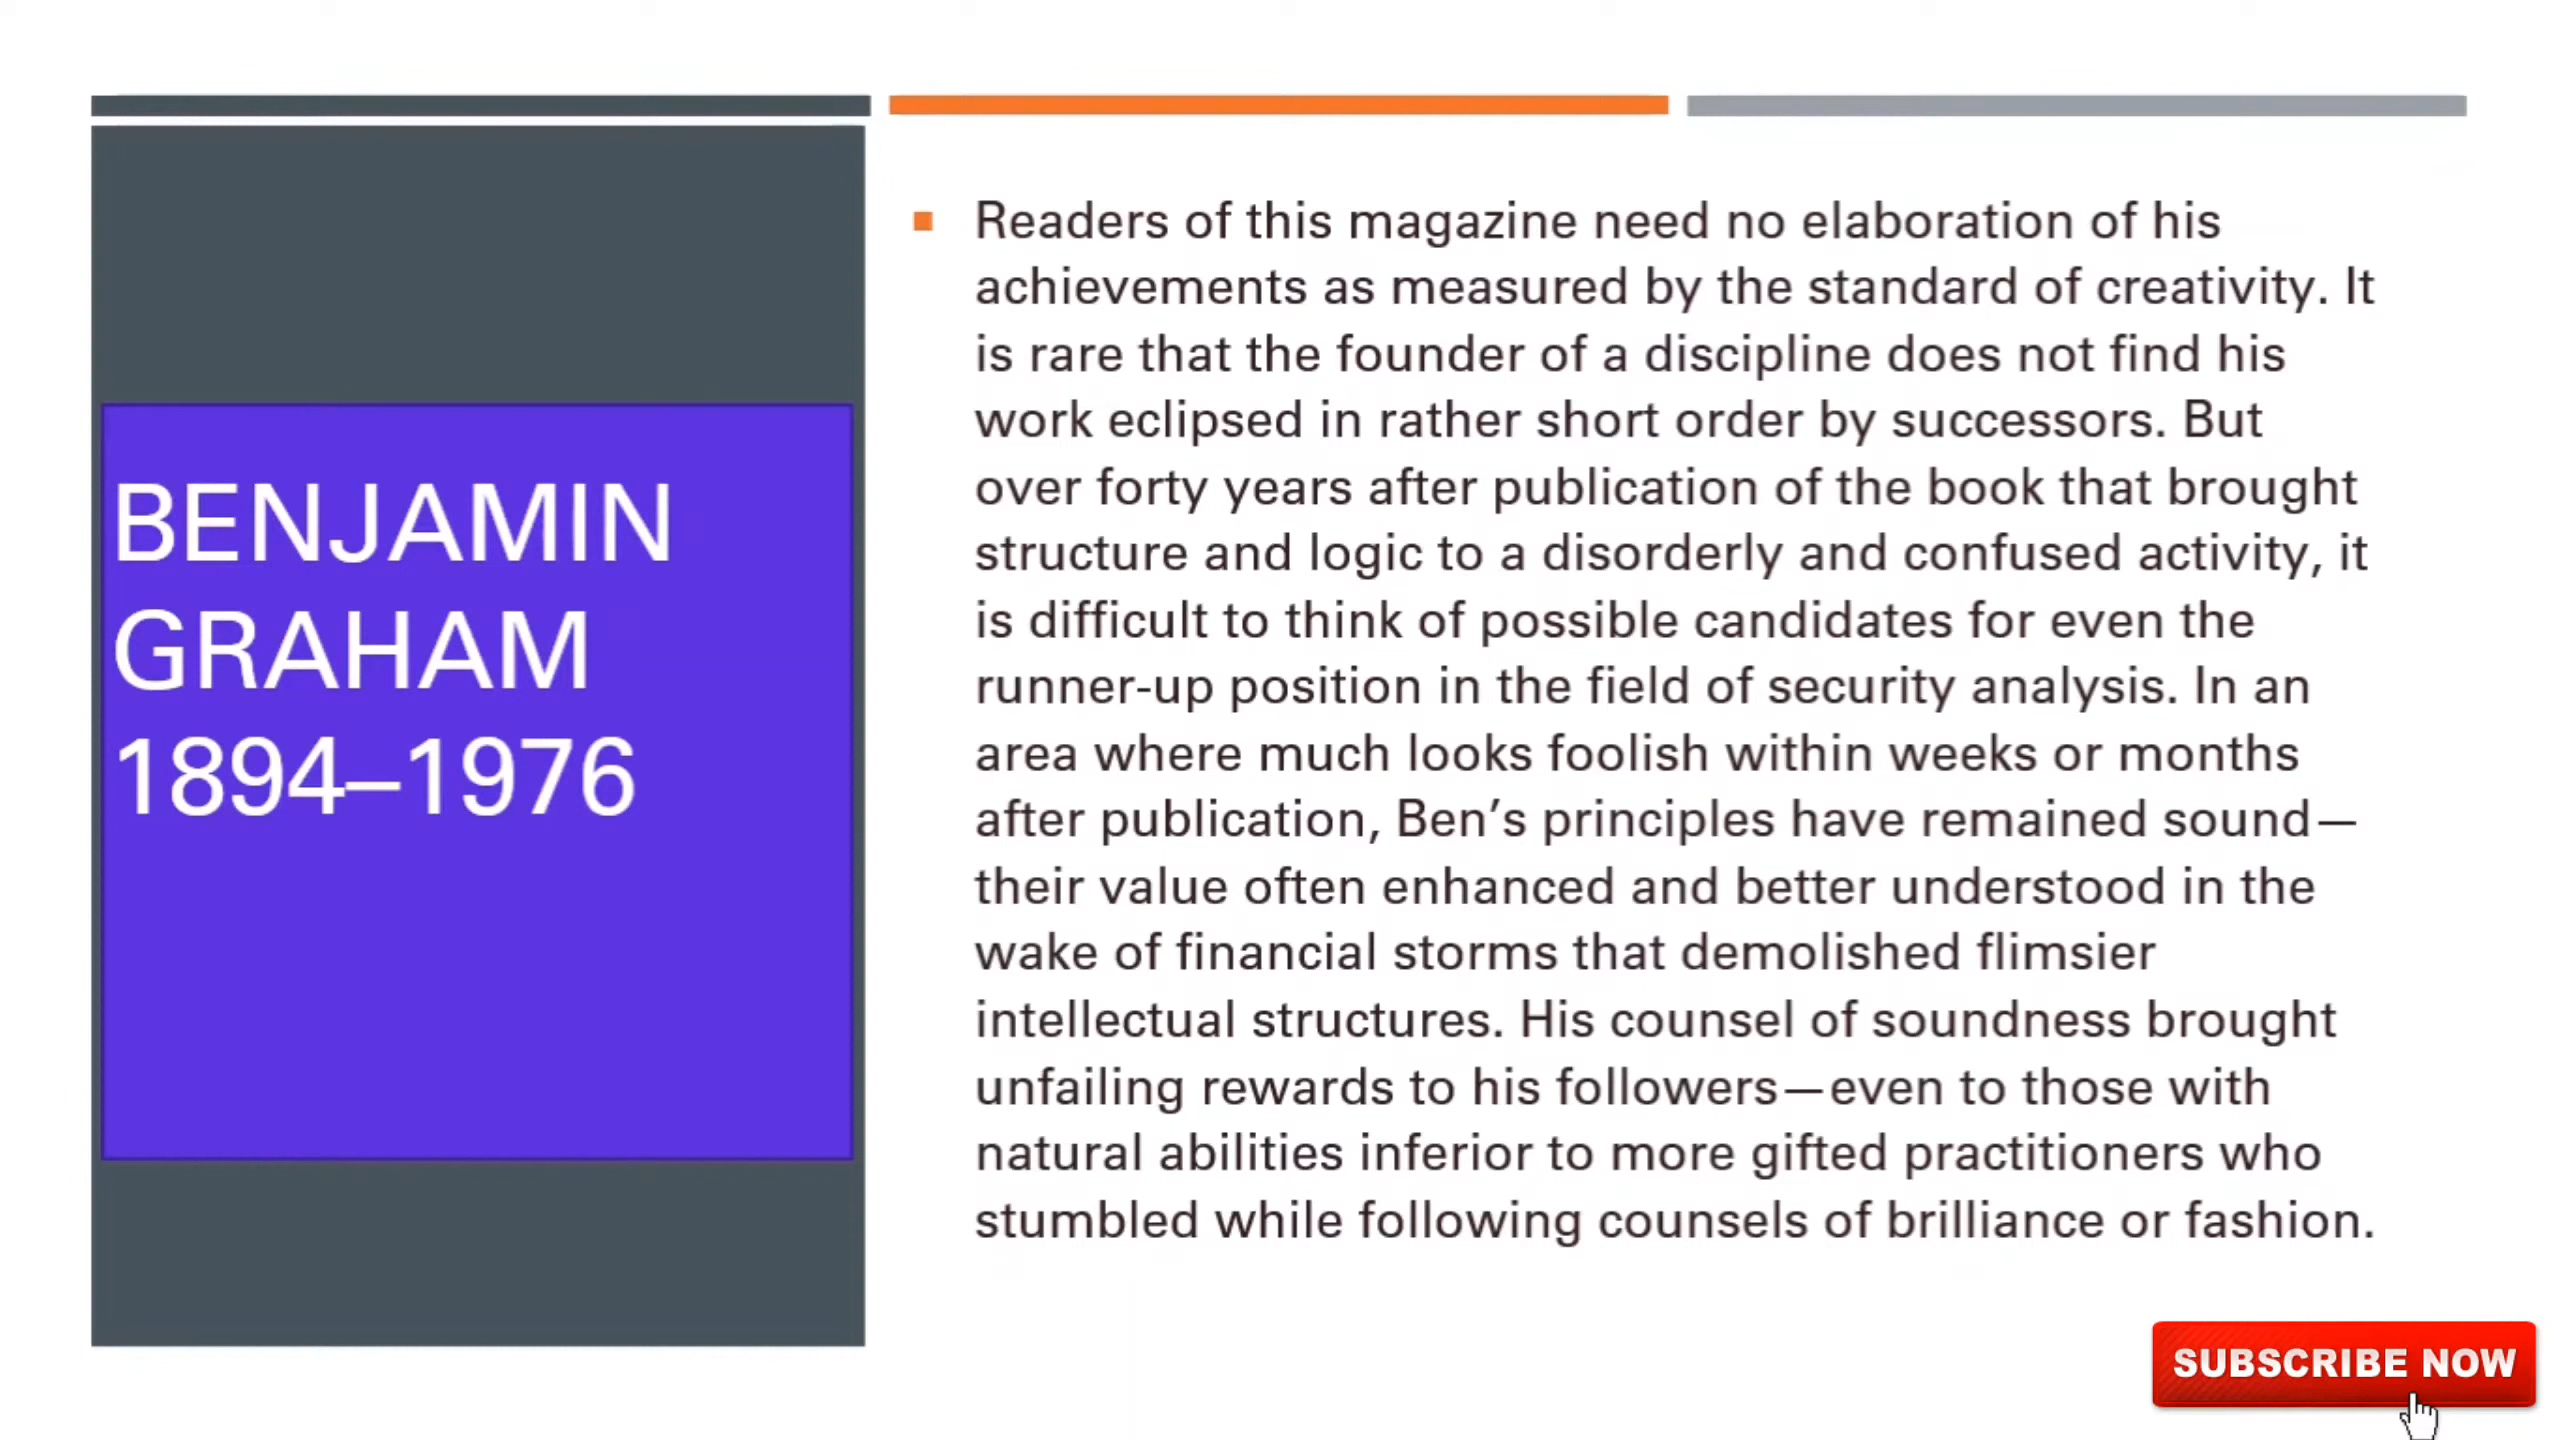 BENJAMIN
GRAHAM
1894–1976
Readers of this magazine need no elaboration of his
achievements as measured by the standard of creativity. It
is rare that the founder of a discipline does not find his
work eclipsed in rather short order by successors. But
over forty years after publication of the book that brought
structure and logic to a disorderly and confused activity, it
is difficult to think of possible candidates for even the
runner-up position in the field of security analysis. In an
area where much looks foolish within weeks or months
after publication, Ben’s principles have remained sound—
their value often enhanced and better understood in the
wake of financial storms that demolished flimsier
intellectual structures. His counsel of soundness brought
unfailing rewards to his followers—even to those with
natural abilities inferior to more gifted practitioners who
stumbled while following counsels of brilliance or fashion.
SUBSCRIBE NOW